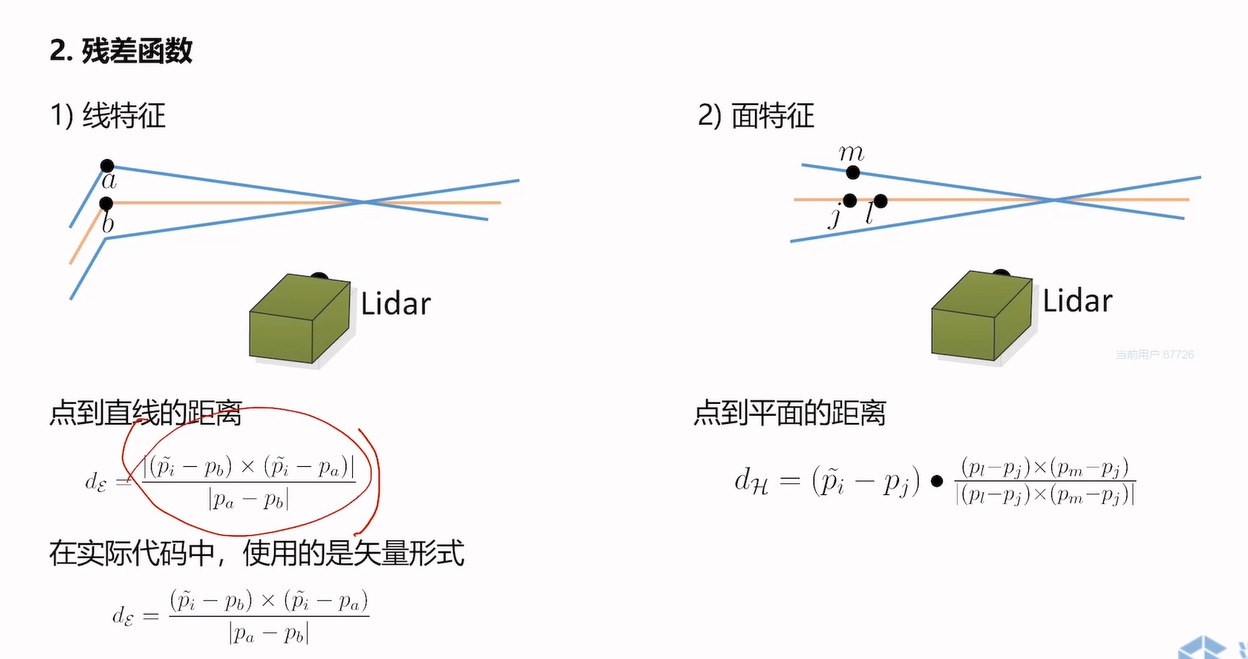 2. 残差函数
1) 线特征
a
b
Lidar
点到直线的距离
$d_{\mathcal{E}} = \frac{|(\tilde{p}_i - p_b) \times (\tilde{p}_i - p_a)|}{|p_a - p_b|}$
在实际代码中，使用的是矢量形式
$d_{\mathcal{E}} = \frac{(\tilde{p}_i - p_b) \times (\tilde{p}_i - p_a)}{|p_a - p_b|}$
2) 面特征
m
j l
Lidar
当前用户:67726
点到平面的距离
$d_{\mathcal{H}} = (\tilde{p}_i - p_j) \bullet \frac{(p_l - p_j) \times (p_m - p_j)}{|(p_l - p_j) \times (p_m - p_j)|}$